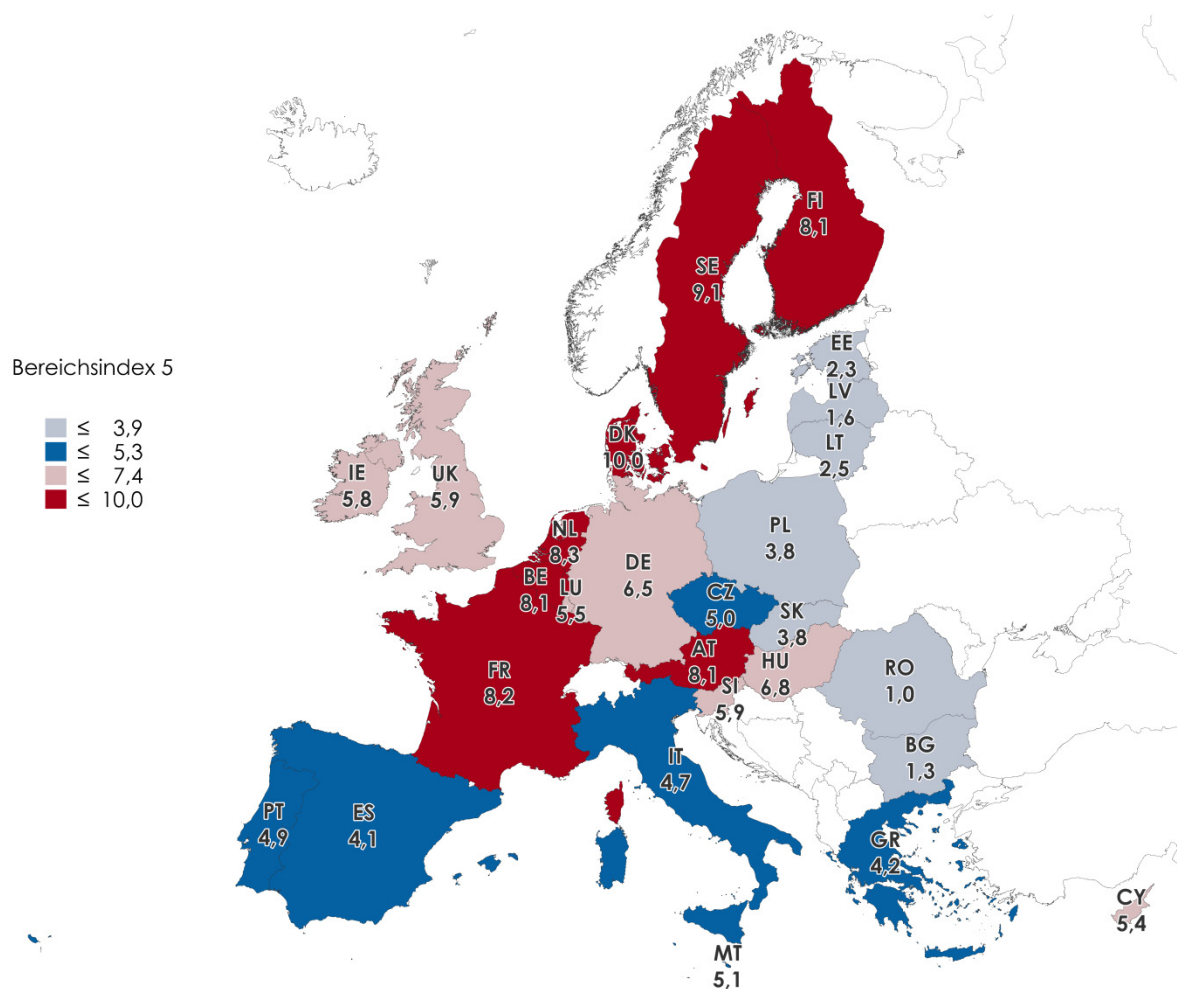 Bereichsindex 5
≤ 3,9
≤ 5,3
≤ 7,4
≤ 10,0
FI
8,1
SE
9,1
EE
2,3
LV
1,6
LT
2,5
DK
10,0
IE
5,8
UK
5,9
NL
8,3
BE
8,1
LU
5,5
DE
6,5
PL
3,8
CZ
5,0
SK
3,8
AT
8,1
HU
6,8
SI
5,9
FR
8,2
RO
1,0
BG
1,3
IT
4,7
PT
4,9
ES
4,1
GR
4,2
CY
5,4
MT
5,1